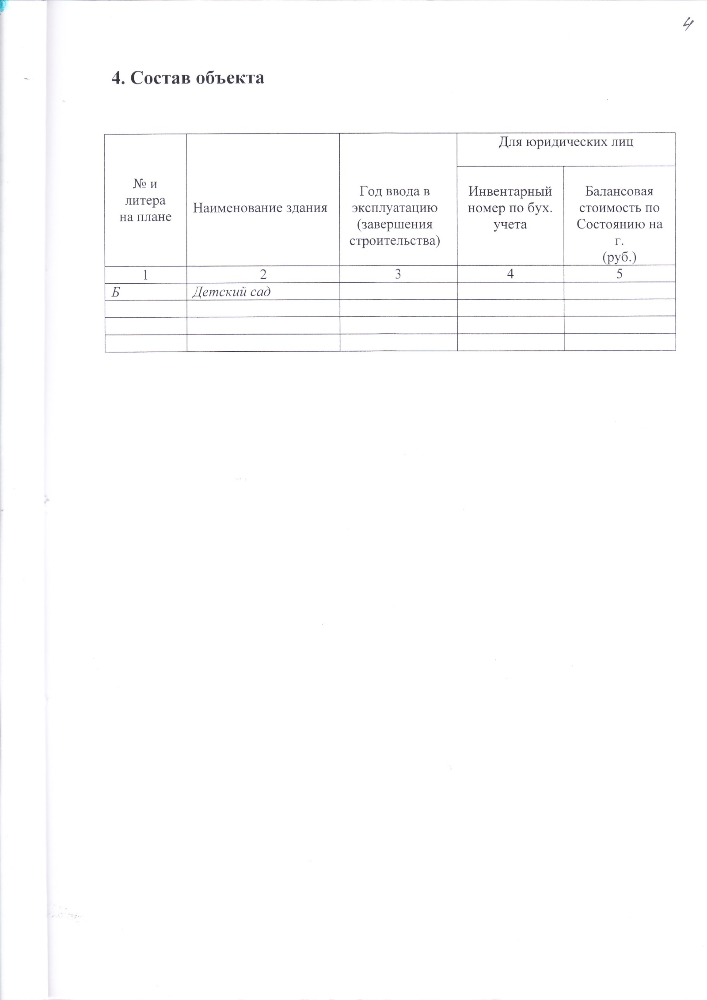 4
4. Состав объекта
Для юридических лиц
№ и
литера
на плане
Наименование здания
Год ввода в
эксплуатацию
(завершения
строительства)
Инвентарный
номер по бух.
учета
Балансовая
стоимость по
Состоянию на
г.
(руб.)
1 2 3 4 5
Б Детский сад